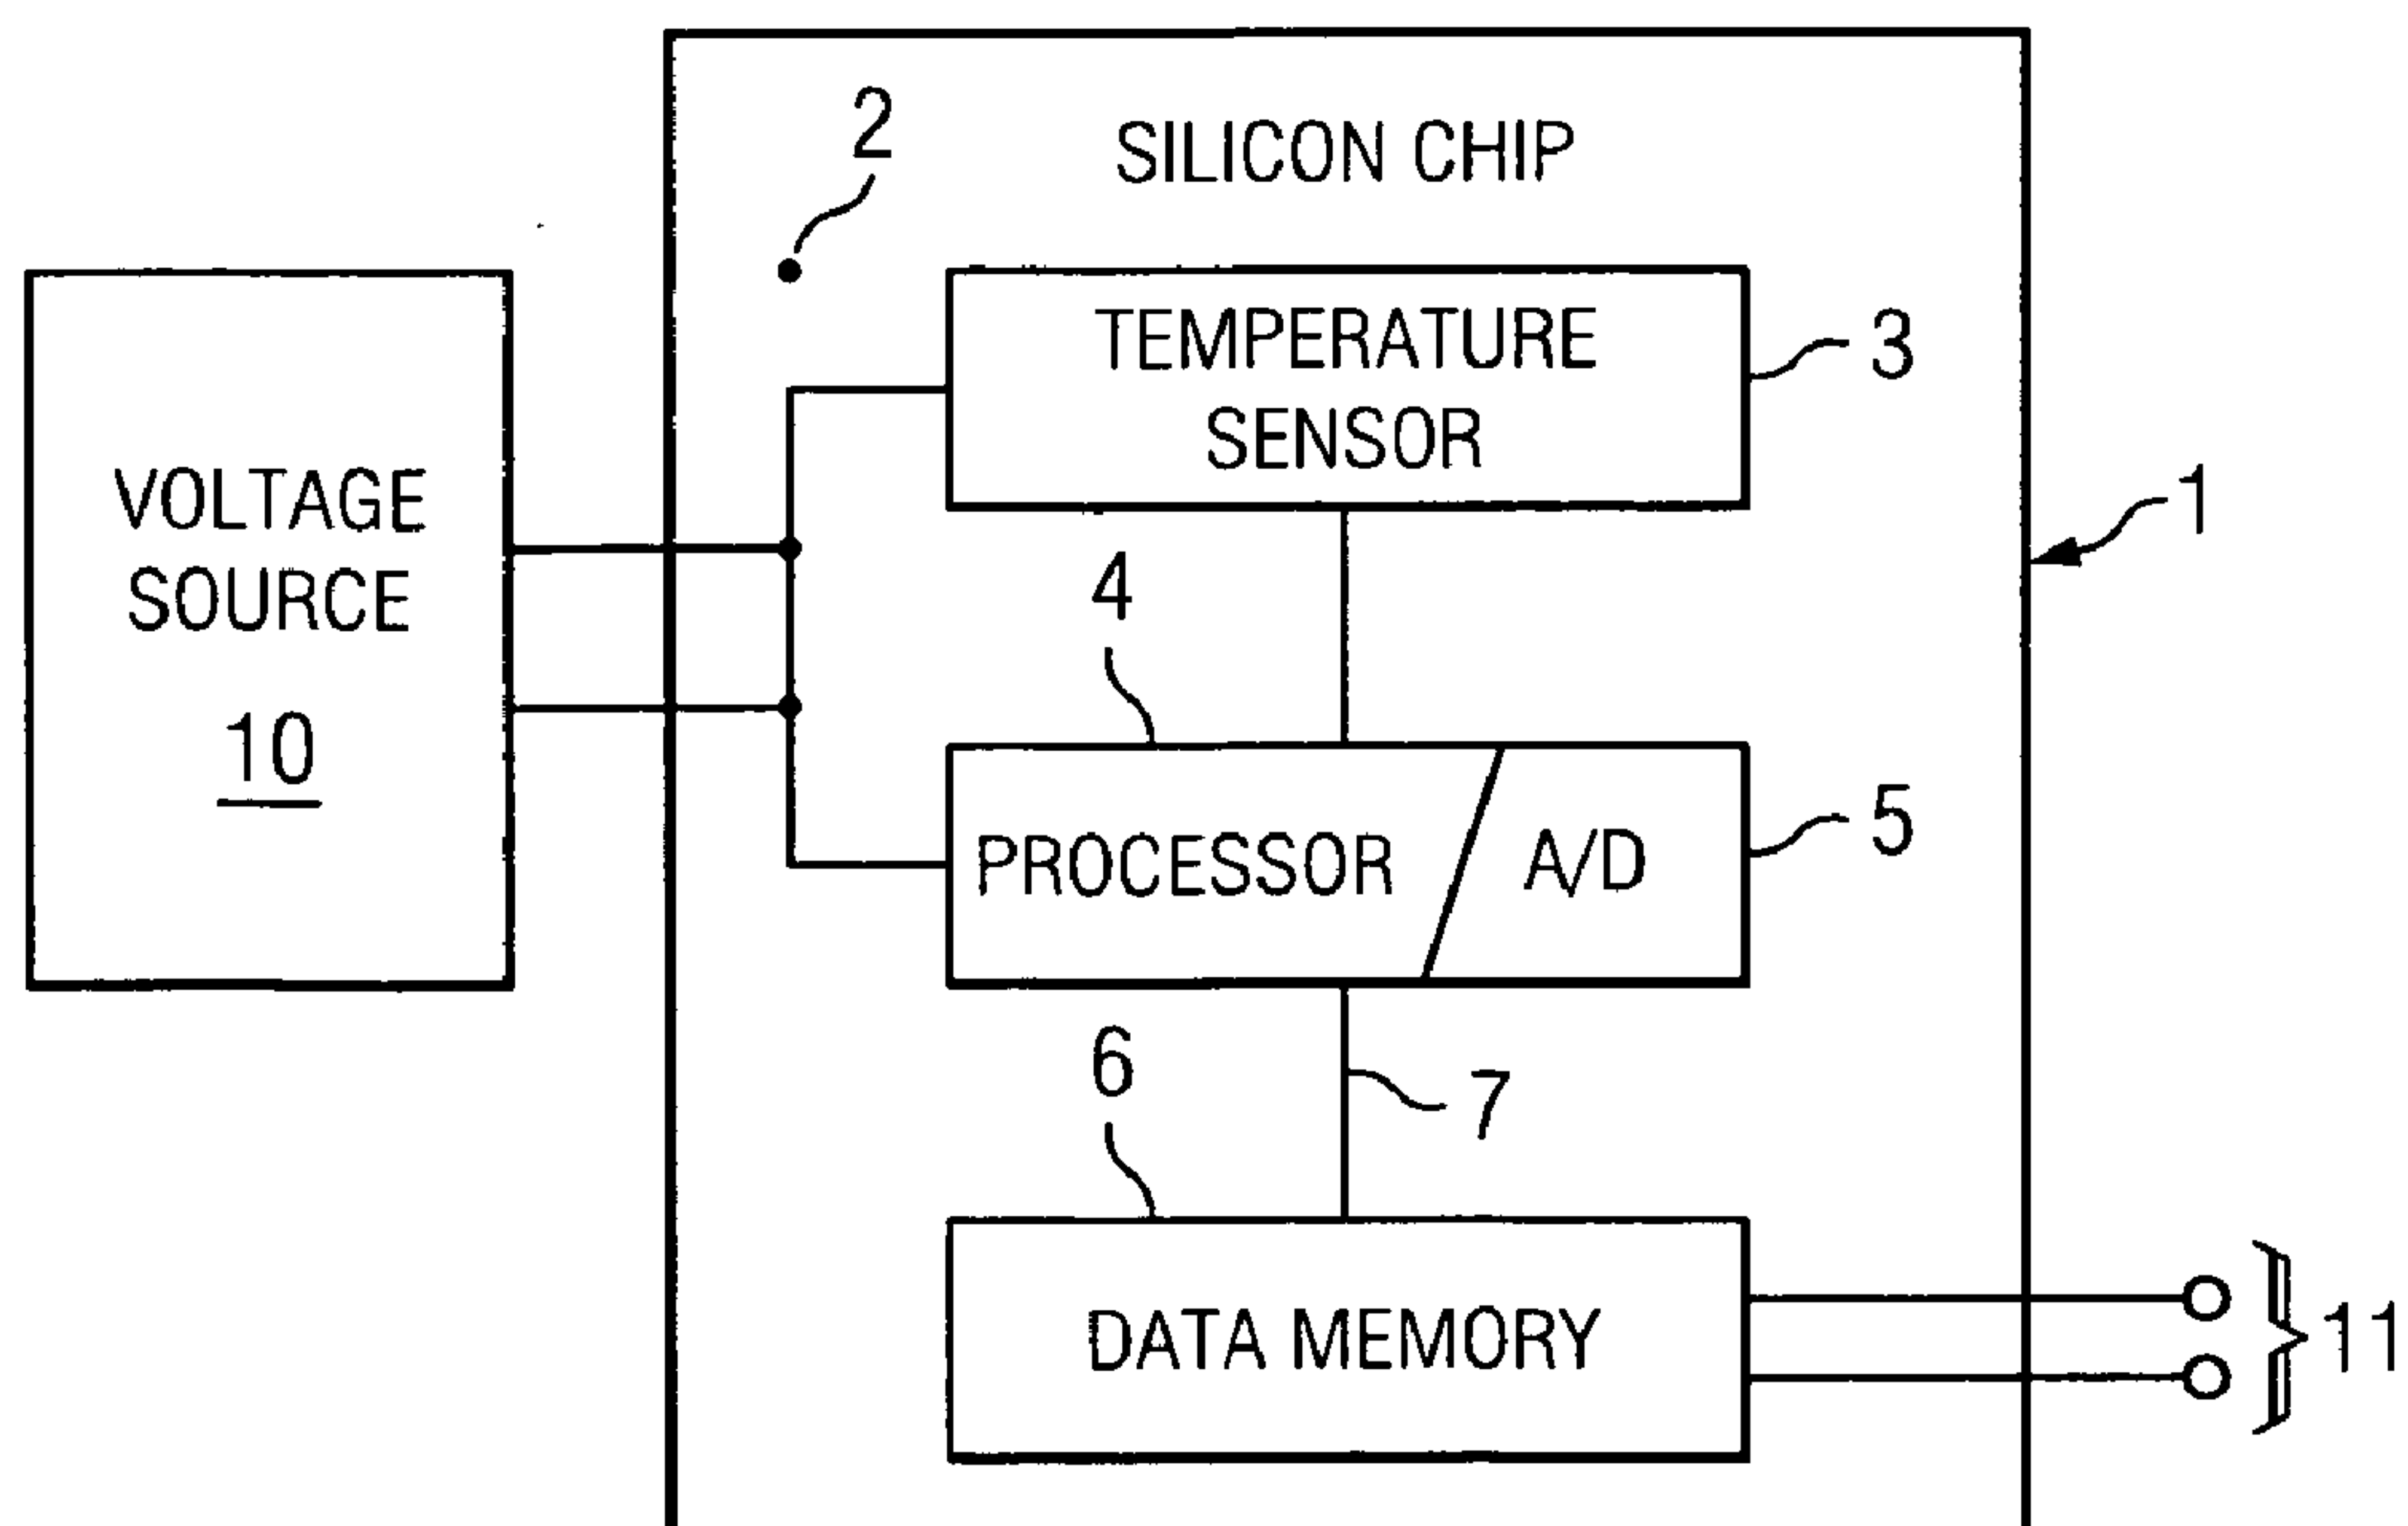 2
SILICON CHIP
TEMPERATURE
SENSOR
3
VOLTAGE
SOURCE
10
1
4
PROCESSOR
A/D
5
6
7
DATA MEMORY
11